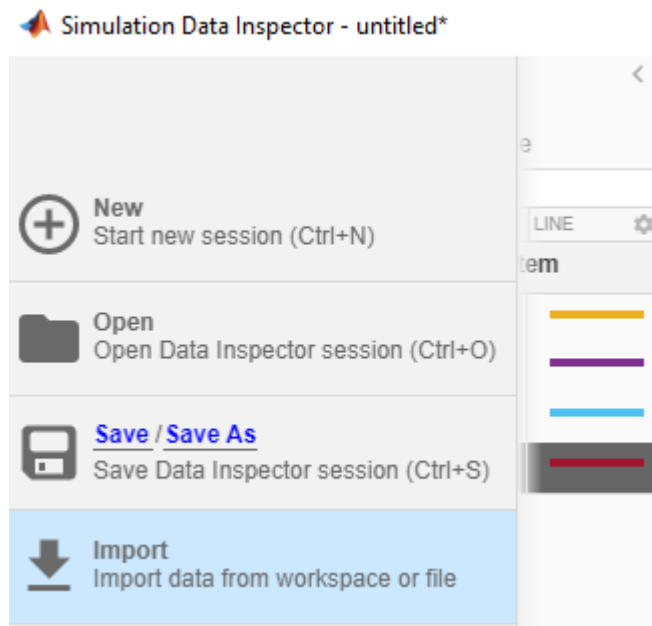 Simulation Data Inspector - untitled*
New
Start new session (Ctrl+N)
Open
Open Data Inspector session (Ctrl+O)
Save / Save As
Save Data Inspector session (Ctrl+S)
Import
Import data from workspace or file
e
LINE
tem